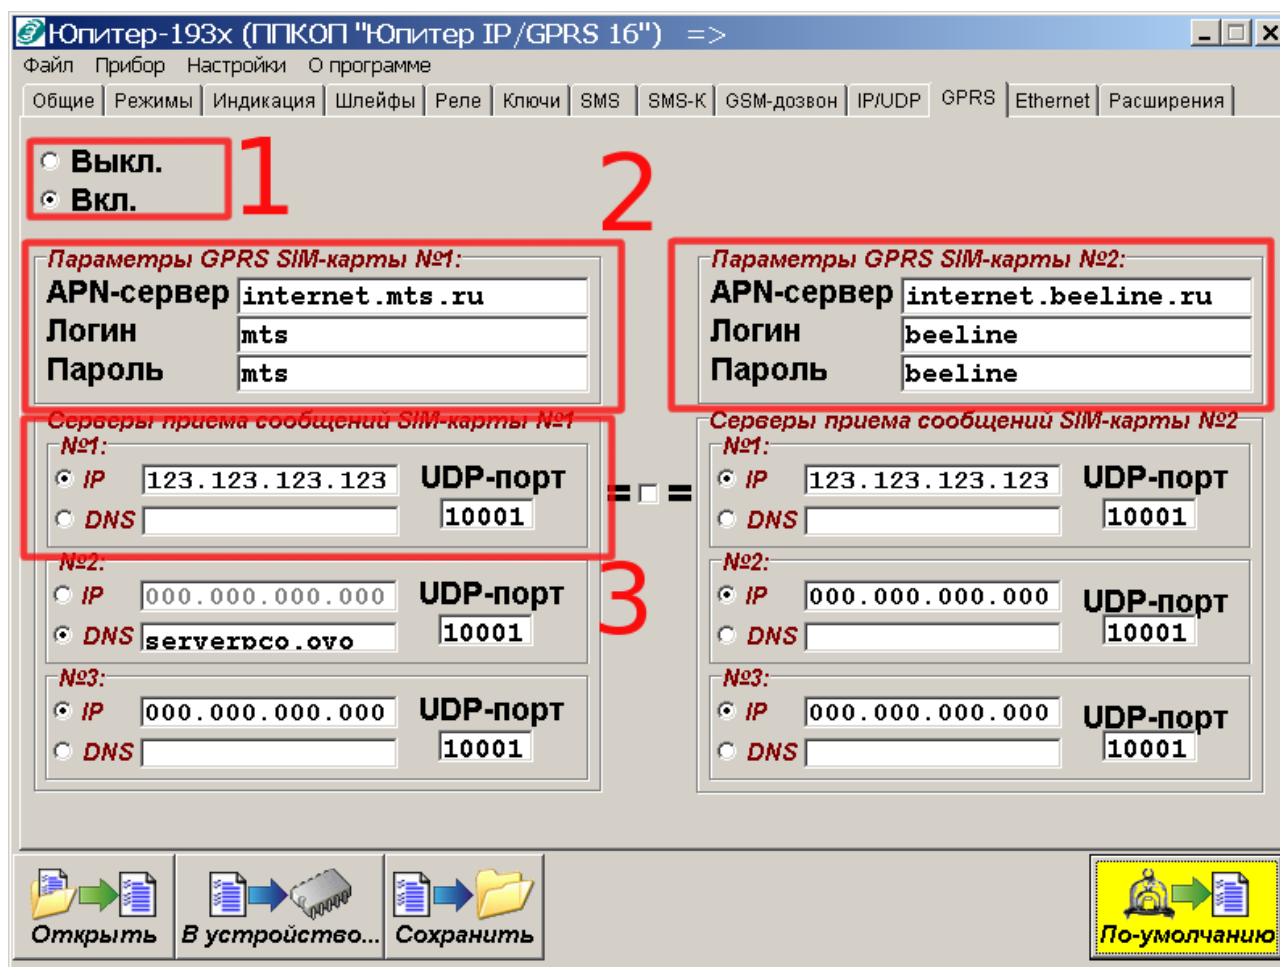 Юпитер-193x (ППКОП "Юпитер IP/GPRS 16")   =>
Файл Прибор Настройки О программе
Общие Режимы Индикация Шлейфы Реле Ключи SMS SMS-K GSM-дозвон IP/UDP GPRS Ethernet Расширения
Выкл.
Вкл.
1
2
Параметры GPRS SIM-карты №1:
APN-сервер internet.mts.ru
Логин mts
Пароль mts
Параметры GPRS SIM-карты №2:
APN-сервер internet.beeline.ru
Логин beeline
Пароль beeline
Серверы приема сообщений SIM-карты №1
№1:
IP 123.123.123.123 UDP-порт
DNS 10001
№2:
IP 000.000.000.000 UDP-порт
DNS serverpco.ovo 10001
№3:
IP 000.000.000.000 UDP-порт
DNS 10001
= =
3
Серверы приема сообщений SIM-карты №2
№1:
IP 123.123.123.123 UDP-порт
DNS 10001
№2:
IP 000.000.000.000 UDP-порт
DNS 10001
№3:
IP 000.000.000.000 UDP-порт
DNS 10001
Открыть В устройство... Сохранить По-умолчанию